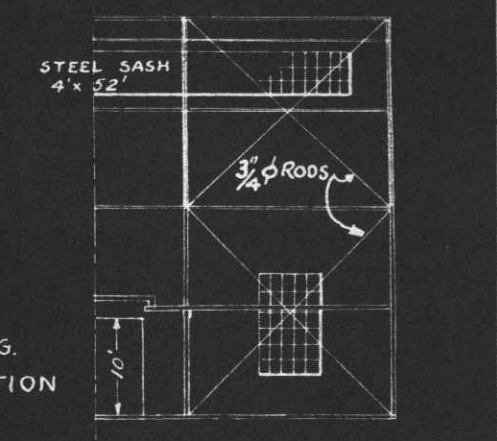 STEEL SASH
4'x 52'
3/4" ⌀ RODS
10'
G.
TION